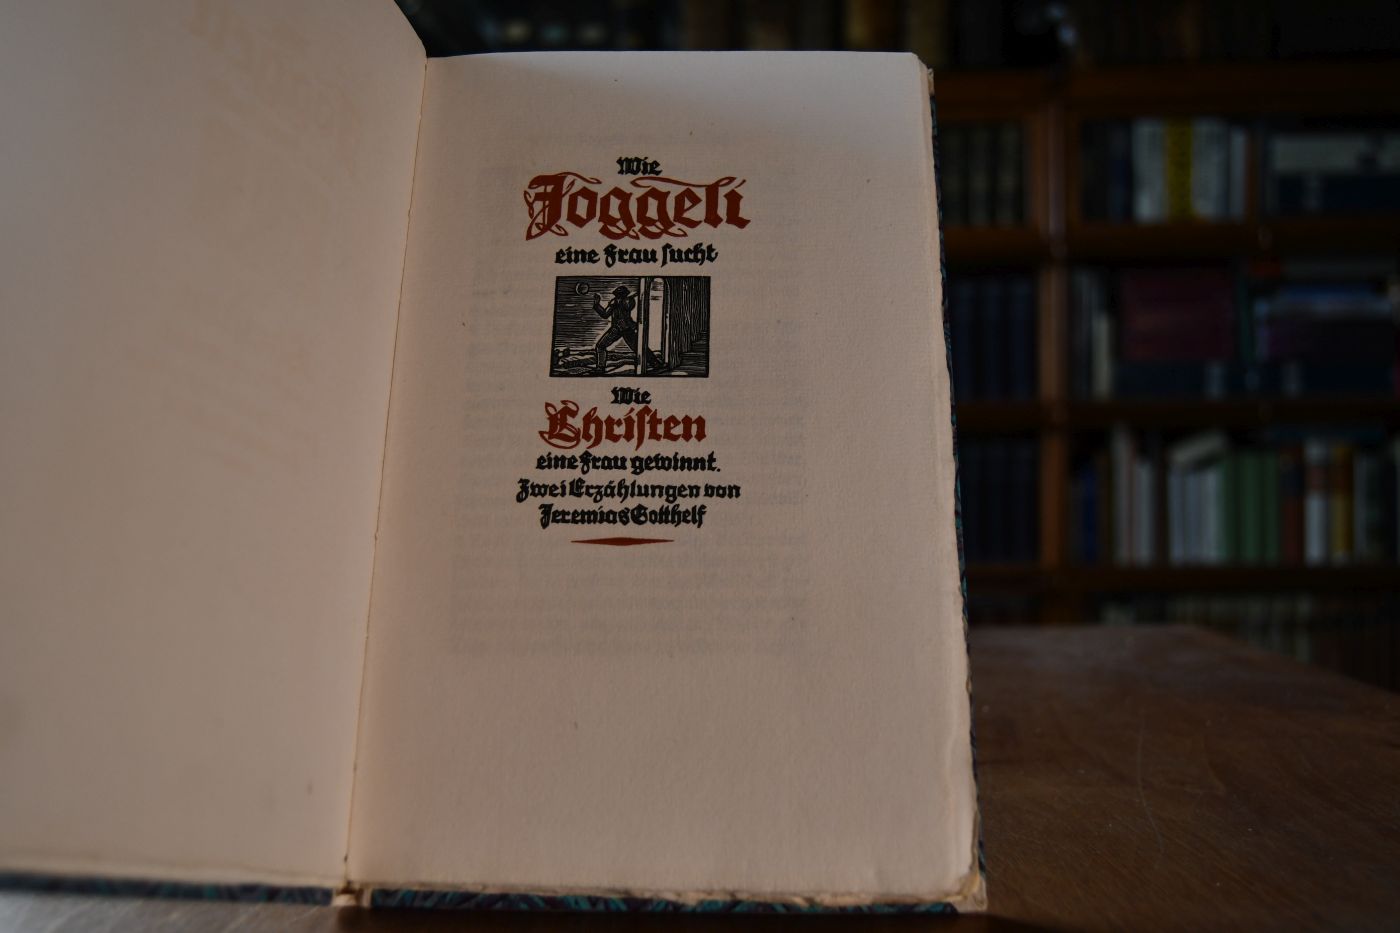 Wie
Joggeli
eine Frau sucht
Wie
Christen
eine Frau gewinnt.
Zwei Erzählungen von
Jeremias Gotthelf